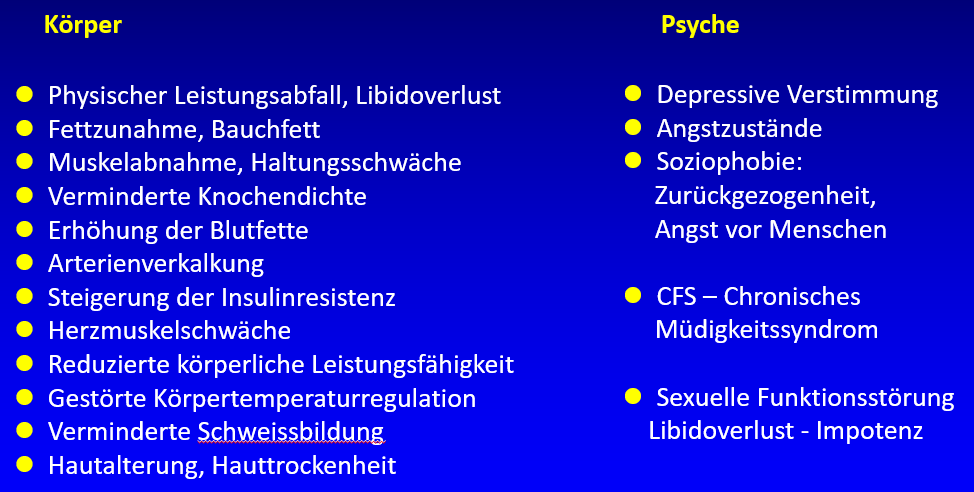 Körper
Physischer Leistungsabfall, Libidoverlust
Fettzunahme, Bauchfett
Muskelabnahme, Haltungsschwäche
Verminderte Knochendichte
Erhöhung der Blutfette
Arterienverkalkung
Steigerung der Insulinresistenz
Herzmuskelschwäche
Reduzierte körperliche Leistungsfähigkeit
Gestörte Körpertemperaturregulation
Verminderte Schweissbildung
Hautalterung, Hauttrockenheit
Psyche
Depressive Verstimmung
Angstzustände
Soziophobie:
Zurückgezogenheit,
Angst vor Menschen
CFS – Chronisches
Müdigkeitssyndrom
Sexuelle Funktionsstörung
Libidoverlust - Impotenz